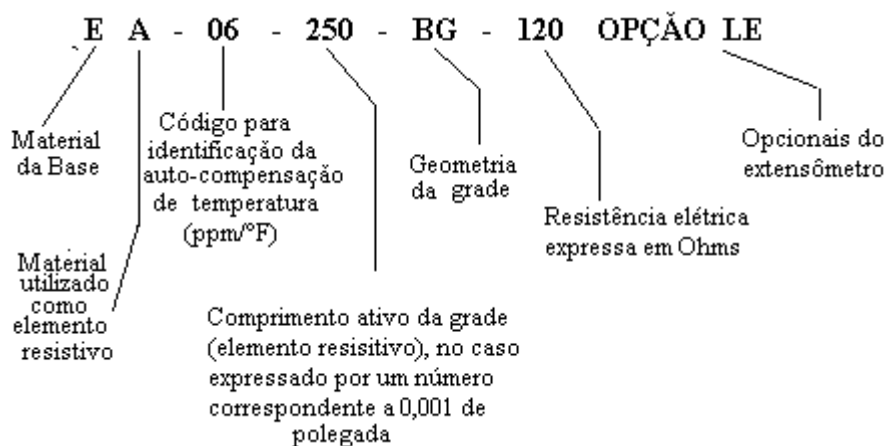 E A - 06 - 250 - BG - 120 OPÇÃO LE
Material
da Base
Código para
identificação da
auto-compensação
de temperatura
(ppm/°F)
Geometria
da grade
Opcionais do
extensômetro
Resistência elétrica
expressa em Ohms
Material
utilizado
como
elemento
resistivo
Comprimento ativo da grade
(elemento resisitivo), no caso
expressado por um número
correspondente a 0,001 de
polegada